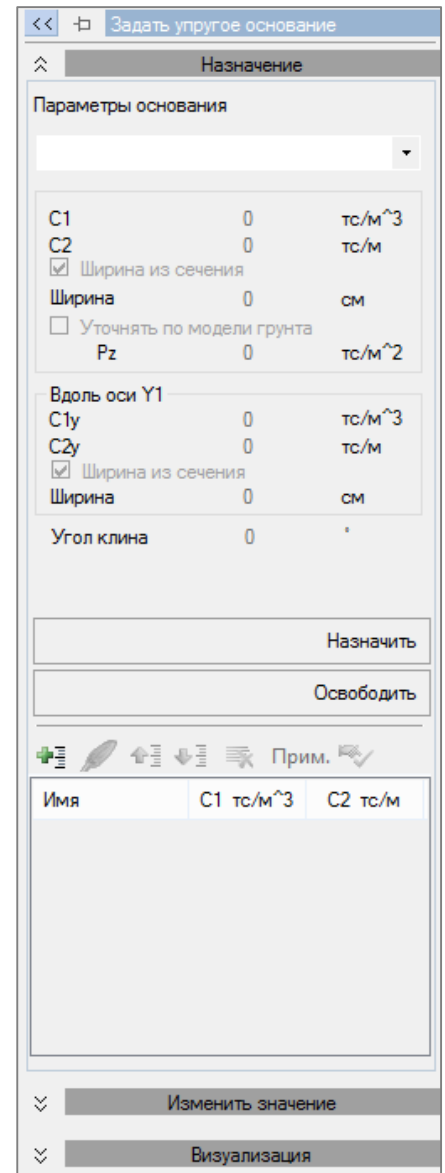 << Задать упругое основание
Назначение
Параметры основания
C1 0 тс/м^3
C2 0 тс/м
Ширина из сечения
Ширина 0 см
Уточнять по модели грунта
Pz 0 тс/м^2
Вдоль оси Y1
C1y 0 тс/м^3
C2y 0 тс/м
Ширина из сечения
Ширина 0 см
Угол клина 0 °
Назначить
Освободить
Прим.
Имя C1 тс/м^3 C2 тс/м
Изменить значение
Визуализация